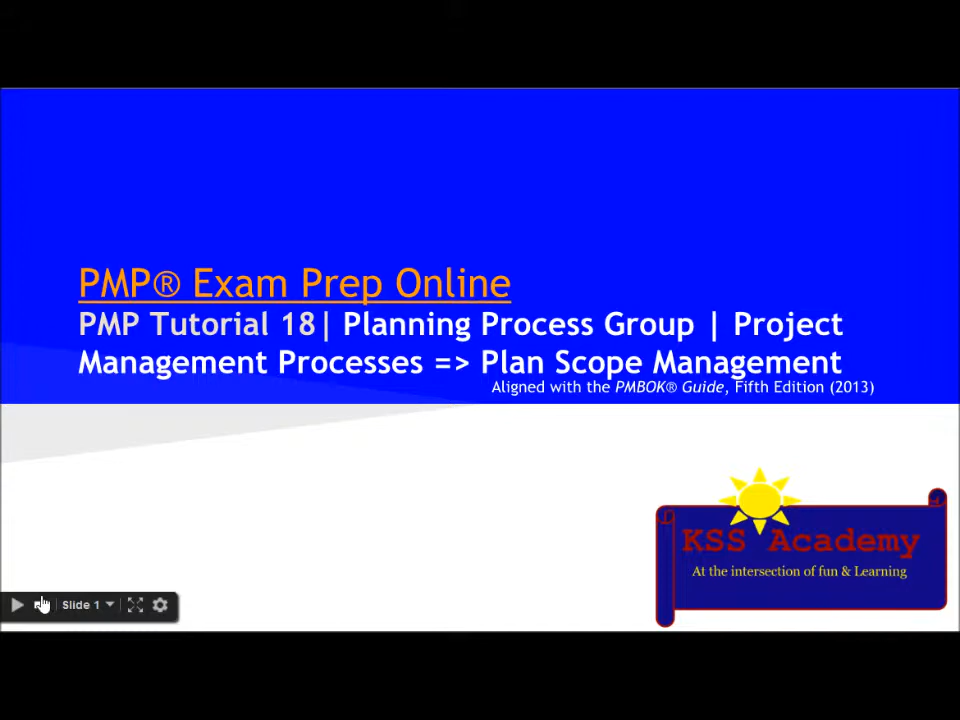 PMP® Exam Prep Online
PMP Tutorial 18| Planning Process Group | Project
Management Processes => Plan Scope Management
Aligned with the PMBOK® Guide, Fifth Edition (2013)
KSS Academy
At the intersection of fun & Learning
Slide 1